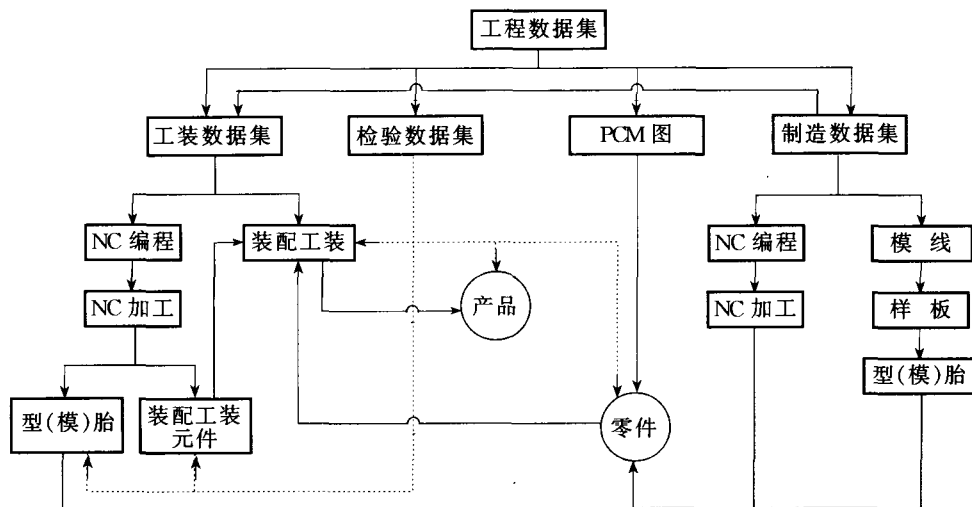 工程数据集
工装数据集
检验数据集
PCM图
制造数据集
NC编程
装配工装
NC编程
模线
产品
NC加工
NC加工
样板
型(模)胎
型(模)胎
装配工装
元件
零件